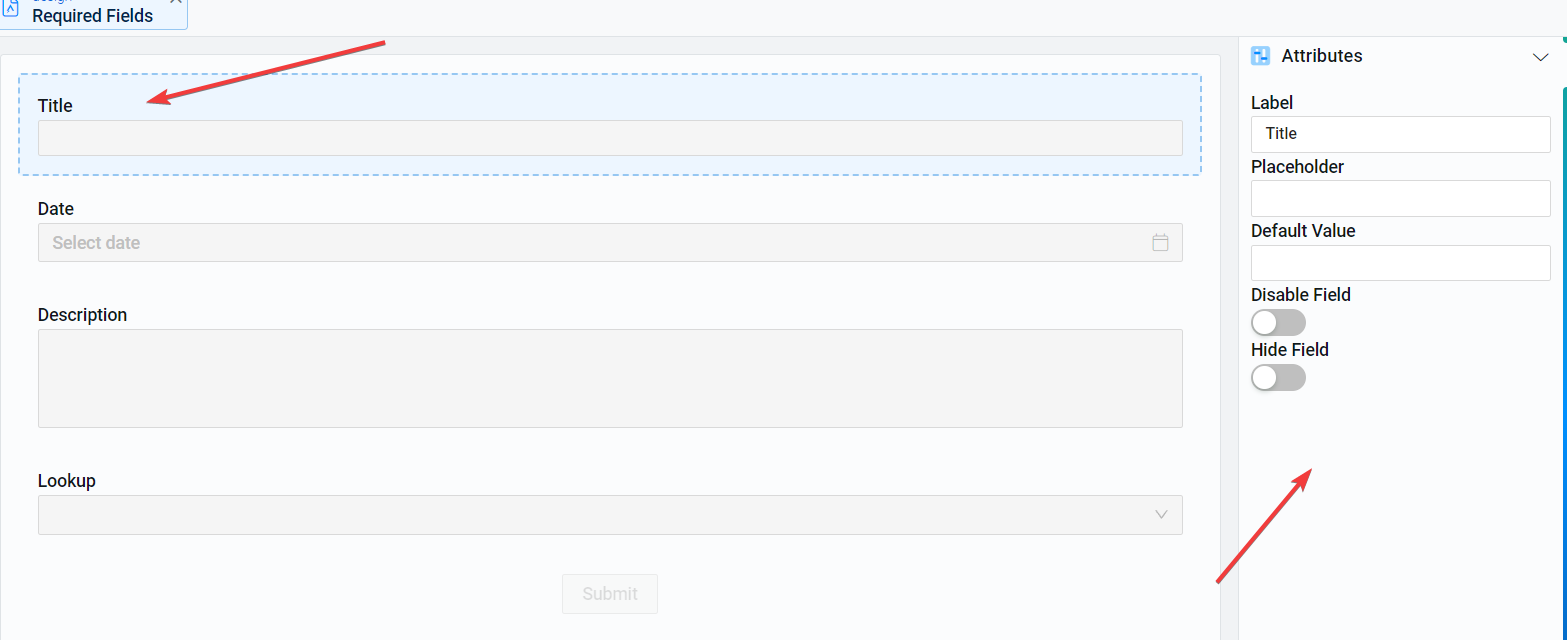 Required Fields
Attributes
Title
Date
Select date
Description
Lookup
Submit
Label
Title
Placeholder
Default Value
Disable Field
Hide Field